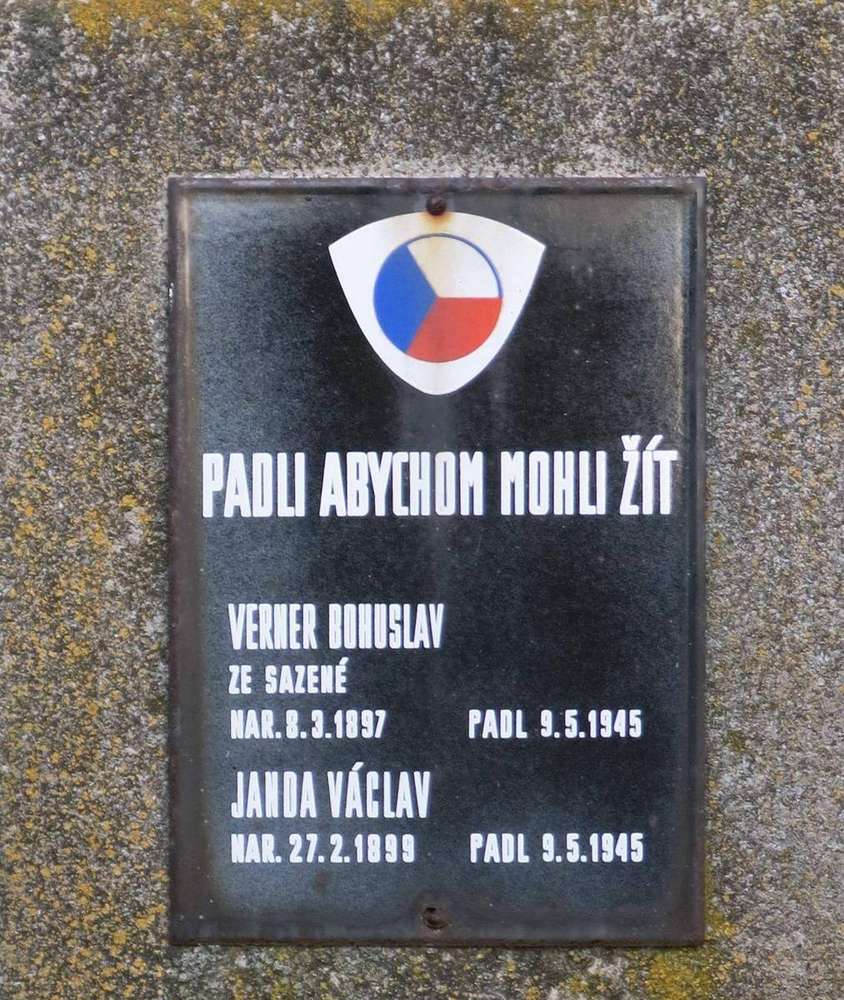 PADLI ABYCHOM MOHLI ŽÍT
VERNER BOHUSLAV
ZE SAZENÉ
NAR. 8.3.1897 PADL 9.5.1945
JANDA VÁCLAV
NAR. 27.2.1899 PADL 9.5.1945